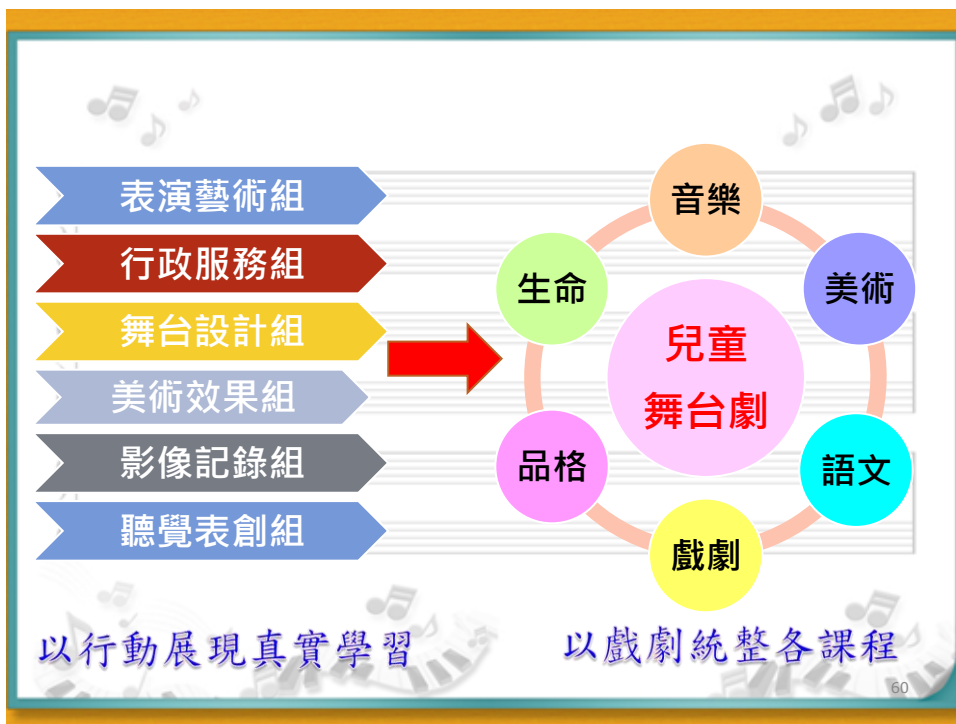 表演藝術組
行政服務組
舞台設計組
美術效果組
影像記錄組
聽覺表創組
音樂
美術
語文
戲劇
品格
生命
兒童
舞台劇
以行動展現真實學習
以戲劇統整各課程
60